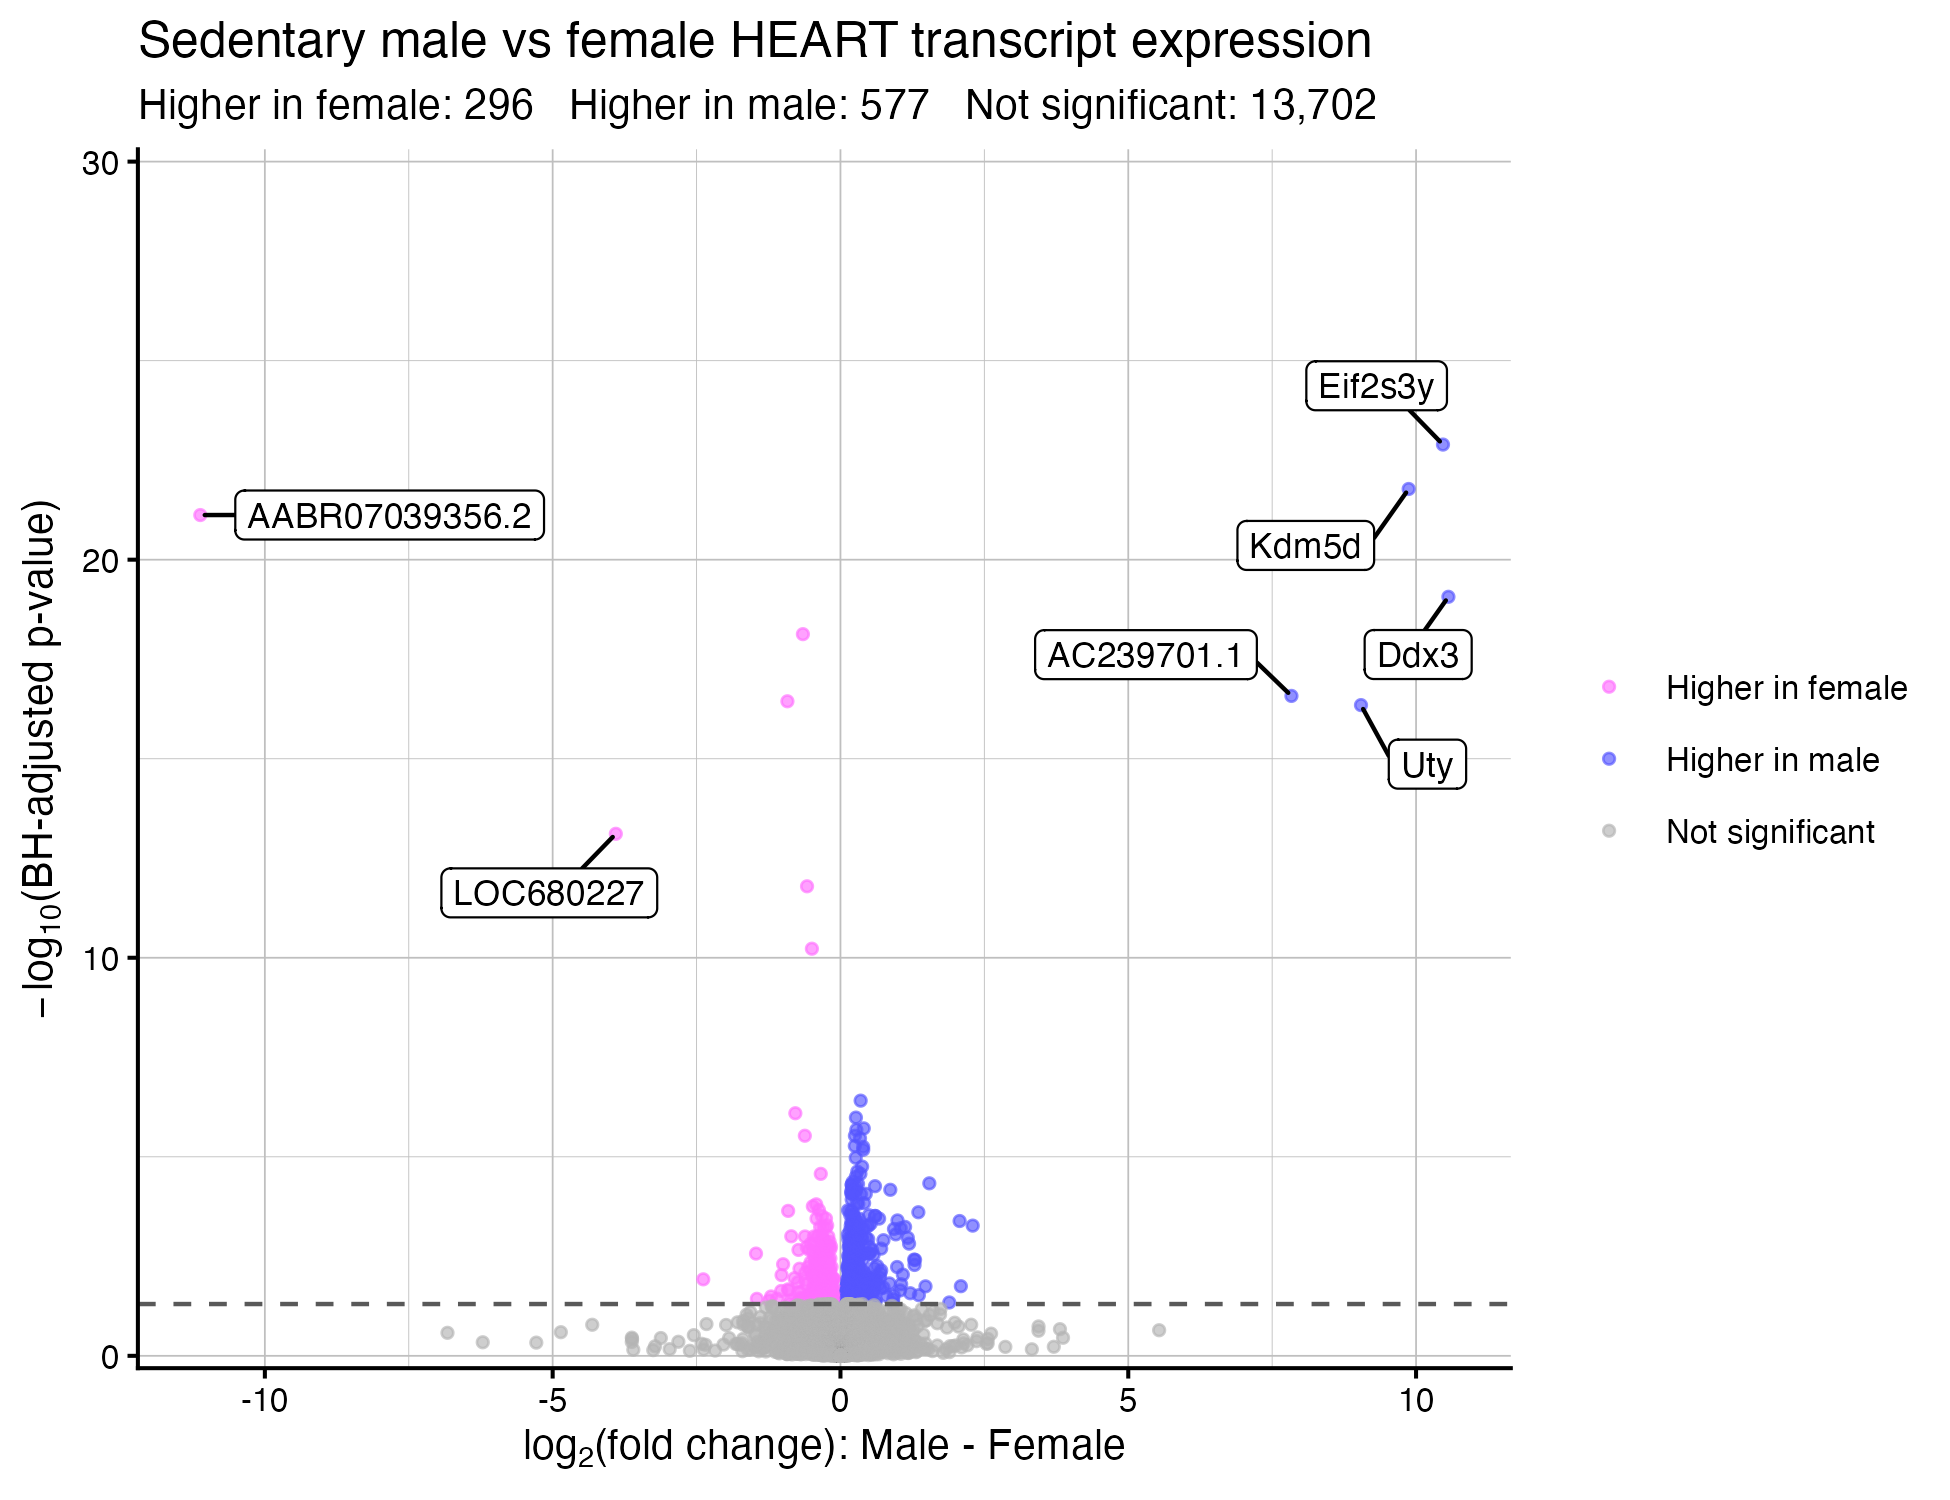 Sedentary male vs female HEART transcript expression
Higher in female: 296   Higher in male: 577   Not significant: 13,702
30
20
10
0
−log₁₀(BH-adjusted p-value)
Eif2s3y
AABR07039356.2
Kdm5d
AC239701.1
Ddx3
Uty
LOC680227
Higher in female
Higher in male
Not significant
-10
-5
0
5
10
log₂(fold change): Male - Female